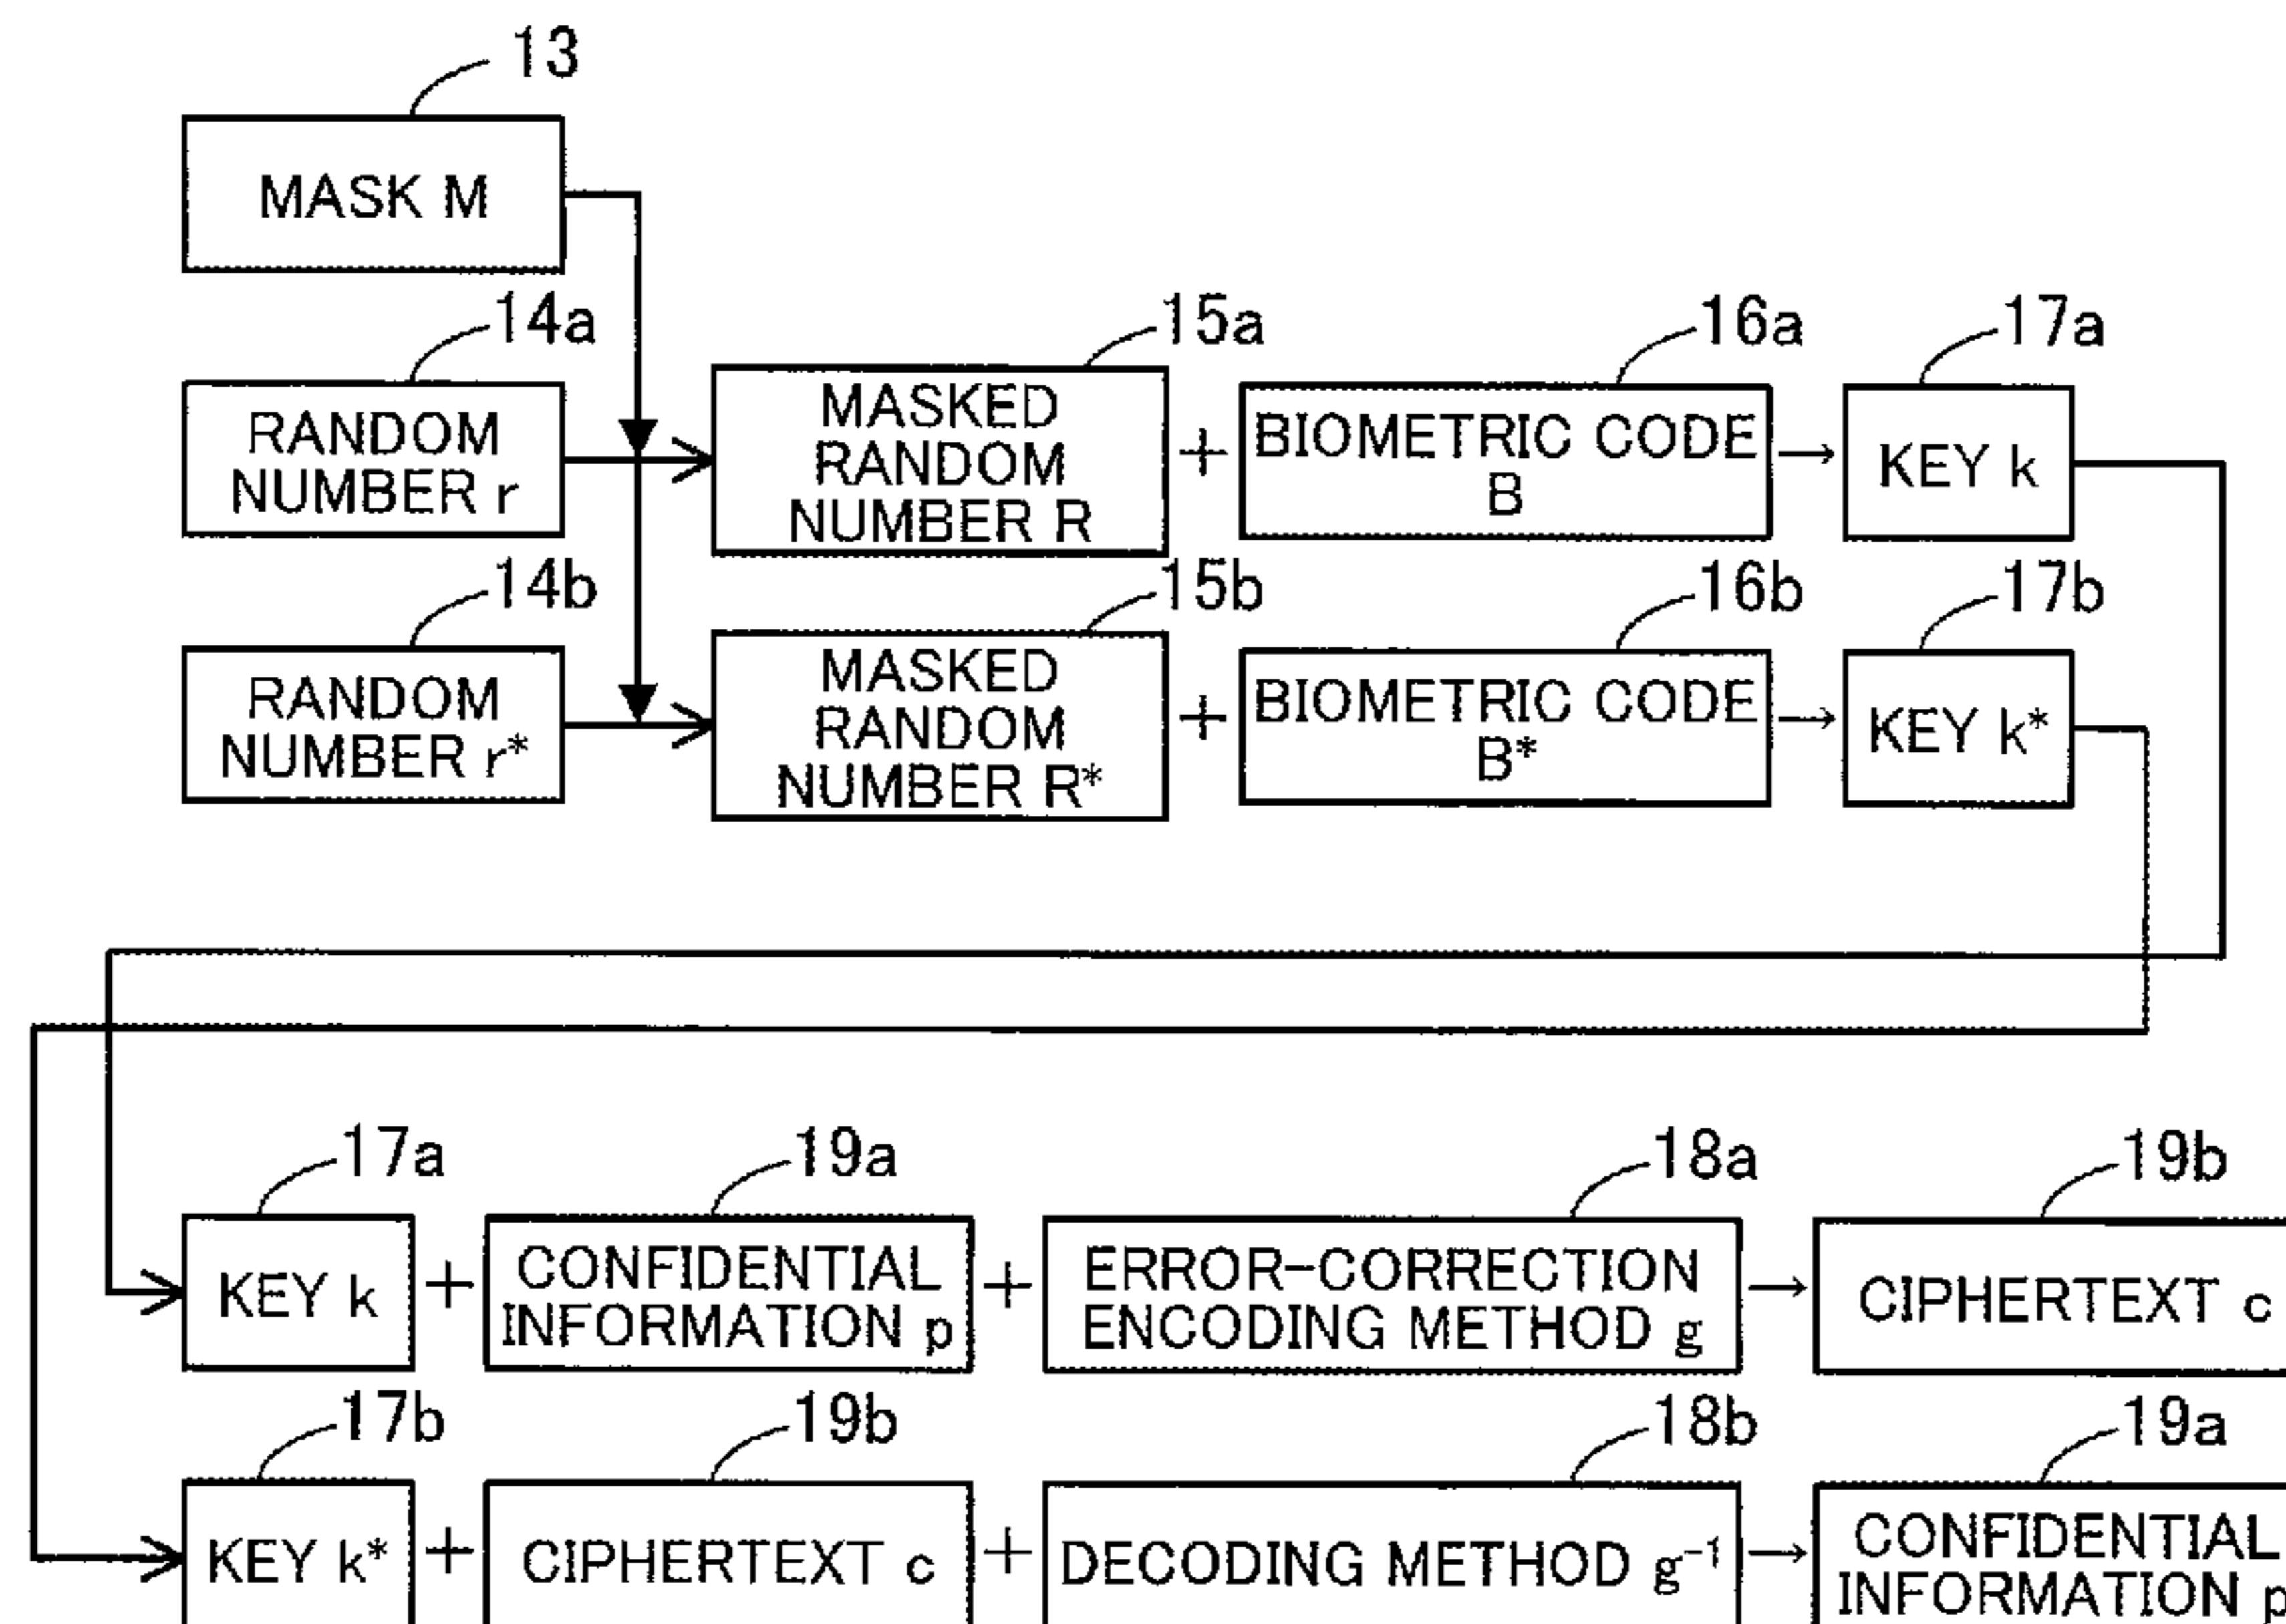 13
MASK M
14a
15a
16a
17a
RANDOM
NUMBER r
MASKED
RANDOM
NUMBER R
+
BIOMETRIC CODE
B
→
KEY k
14b
15b
16b
17b
RANDOM
NUMBER r*
MASKED
RANDOM
NUMBER R*
+
BIOMETRIC CODE
B*
→
KEY k*
17a
19a
18a
19b
KEY k
+
CONFIDENTIAL
INFORMATION p
+
ERROR-CORRECTION
ENCODING METHOD g
→
CIPHERTEXT c
17b
19b
18b
19a
KEY k*
+
CIPHERTEXT c
+
DECODING METHOD g⁻¹
→
CONFIDENTIAL
INFORMATION p